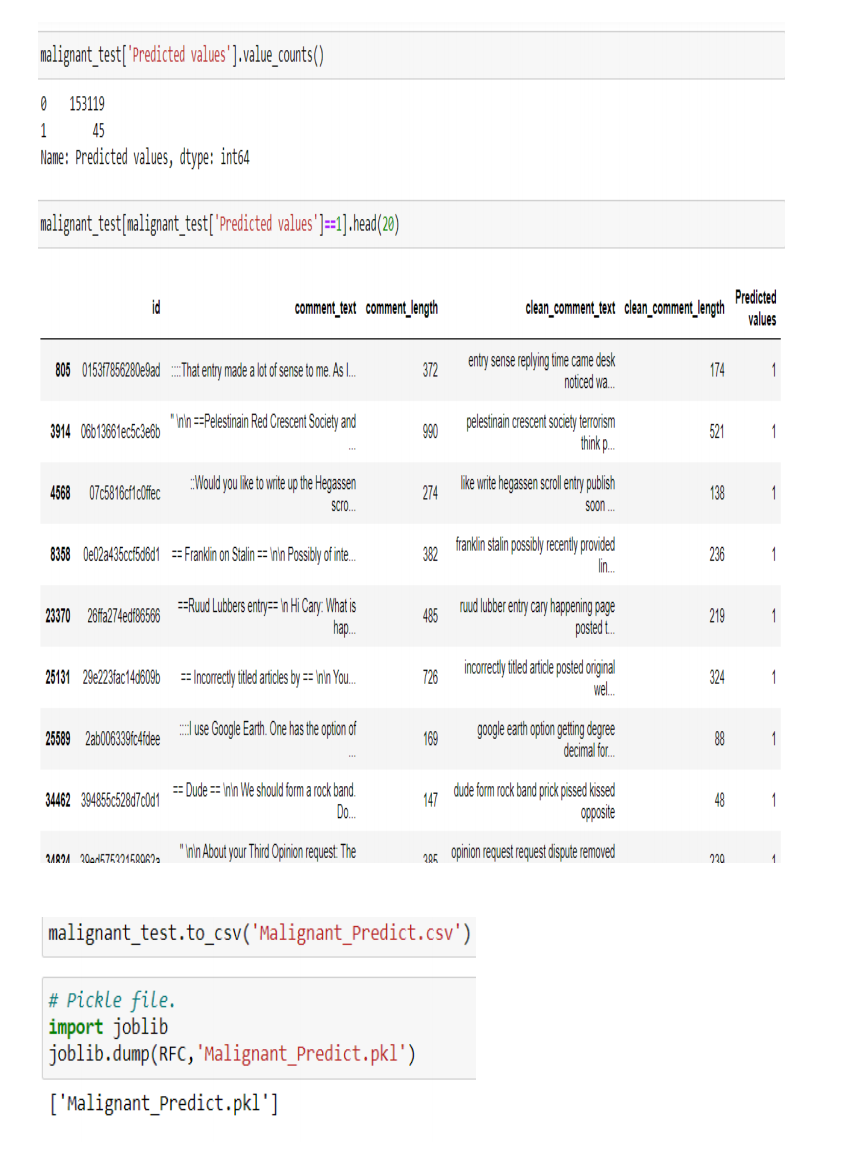 malignant_test['Predicted values'].value_counts()
0 153119
1 45
Name: Predicted values, dtype: int64
malignant_test[malignant_test['Predicted values']==1].head(20)
id comment_text comment_length clean_comment_text clean_comment_length Predicted values
805 0153f7856280e9ad ::::That entry made a lot of sense to me. As I... 372 entry sense replying time came desk noticed wa... 174 1
3914 06b13661ec5c3e6b " \n\n ==Pelestinain Red Crescent Society and ... 990 pelestinain crescent society terrorism think p... 521 1
4568 07c5816cf1c0ffec ::Would you like to write up the Hegassen scro... 274 like write hegassen scroll entry publish soon ... 138 1
8358 0e02a435ccf5d6d1 == Franklin on Stalin == \n\n Possibly of inte... 382 franklin stalin possibly recently provided lin... 236 1
23370 26ffa274edf86566 ==Ruud Lubbers entry== \n Hi Cary: What is hap... 485 ruud lubber entry cary happening page posted t... 219 1
25131 29e223fac14d609b == Incorrectly titled articles by == \n\n You... 726 incorrectly titled article posted original wel... 324 1
25589 2ab006339fc4fdee ::::I use Google Earth. One has the option of ... 169 google earth option getting degree decimal for... 88 1
34462 394855c528d7c0d1 == Dude == \n\n We should form a rock band. Do... 147 dude form rock band prick pissed kissed opposite 48 1
34824 39ed57532158962a " \n\n About your Third Opinion request: The 385 opinion request request dispute removed 239 1
malignant_test.to_csv('Malignant_Predict.csv')
# Pickle file.
import joblib
joblib.dump(RFC,'Malignant_Predict.pkl')
['Malignant_Predict.pkl']